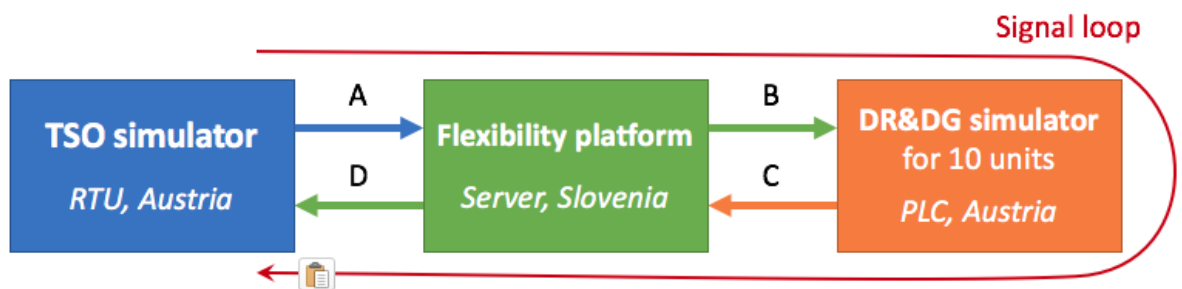 Signal loop
TSO simulator
RTU, Austria
A
D
Flexibility platform
Server, Slovenia
B
C
DR&DG simulator
for 10 units
PLC, Austria